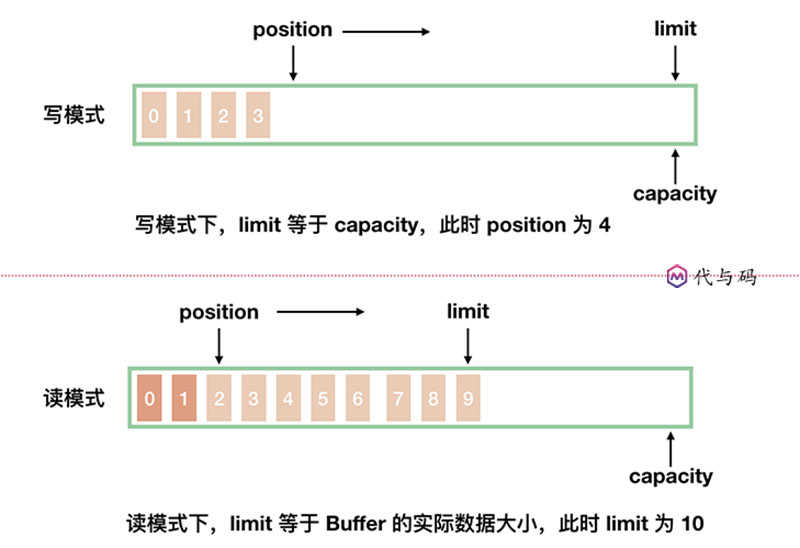 position limit
写模式 0 1 2 3
capacity
写模式下，limit 等于 capacity，此时 position 为 4
代与码
position limit
读模式 0 1 2 3 4 5 6 7 8 9
capacity
读模式下，limit 等于 Buffer 的实际数据大小，此时 limit 为 10